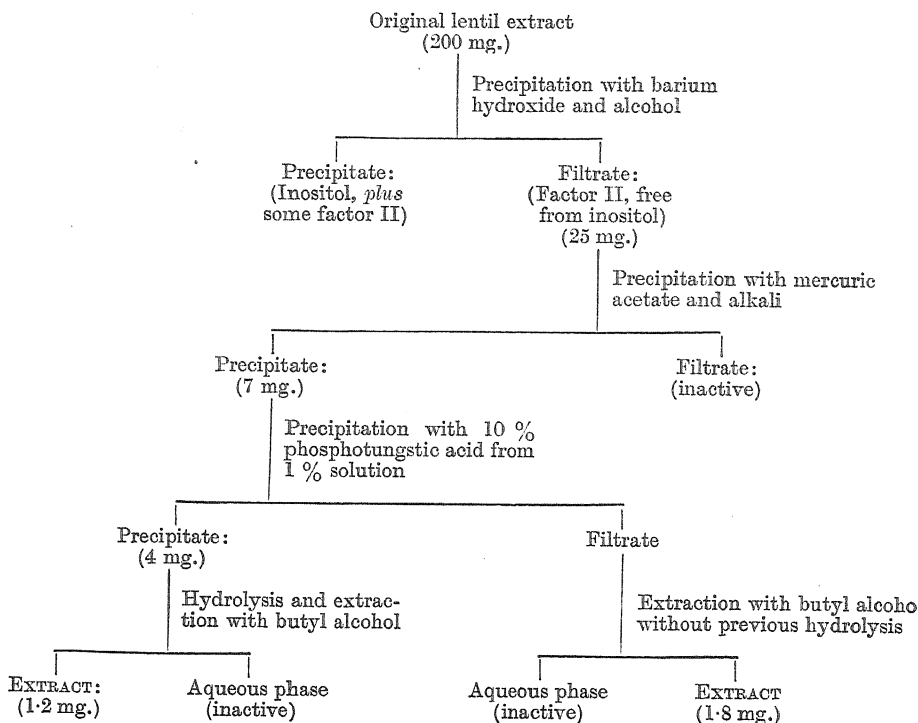 Original lentil extract
(200 mg.)
Precipitation with barium
hydroxide and alcohol
Precipitate:
(Inositol, plus
some factor II)
Filtrate:
(Factor II, free
from inositol)
(25 mg.)
Precipitation with mercuric
acetate and alkali
Precipitate:
(7 mg.)
Filtrate:
(inactive)
Precipitation with 10 %
phosphotungstic acid from
1 % solution
Precipitate:
(4 mg.)
Filtrate
Hydrolysis and extrac-
tion with butyl alcohol
Extraction with butyl alcoho
without previous hydrolysis
EXTRACT:
(1·2 mg.)
Aqueous phase
(inactive)
Aqueous phase
(inactive)
EXTRACT
(1·8 mg.)